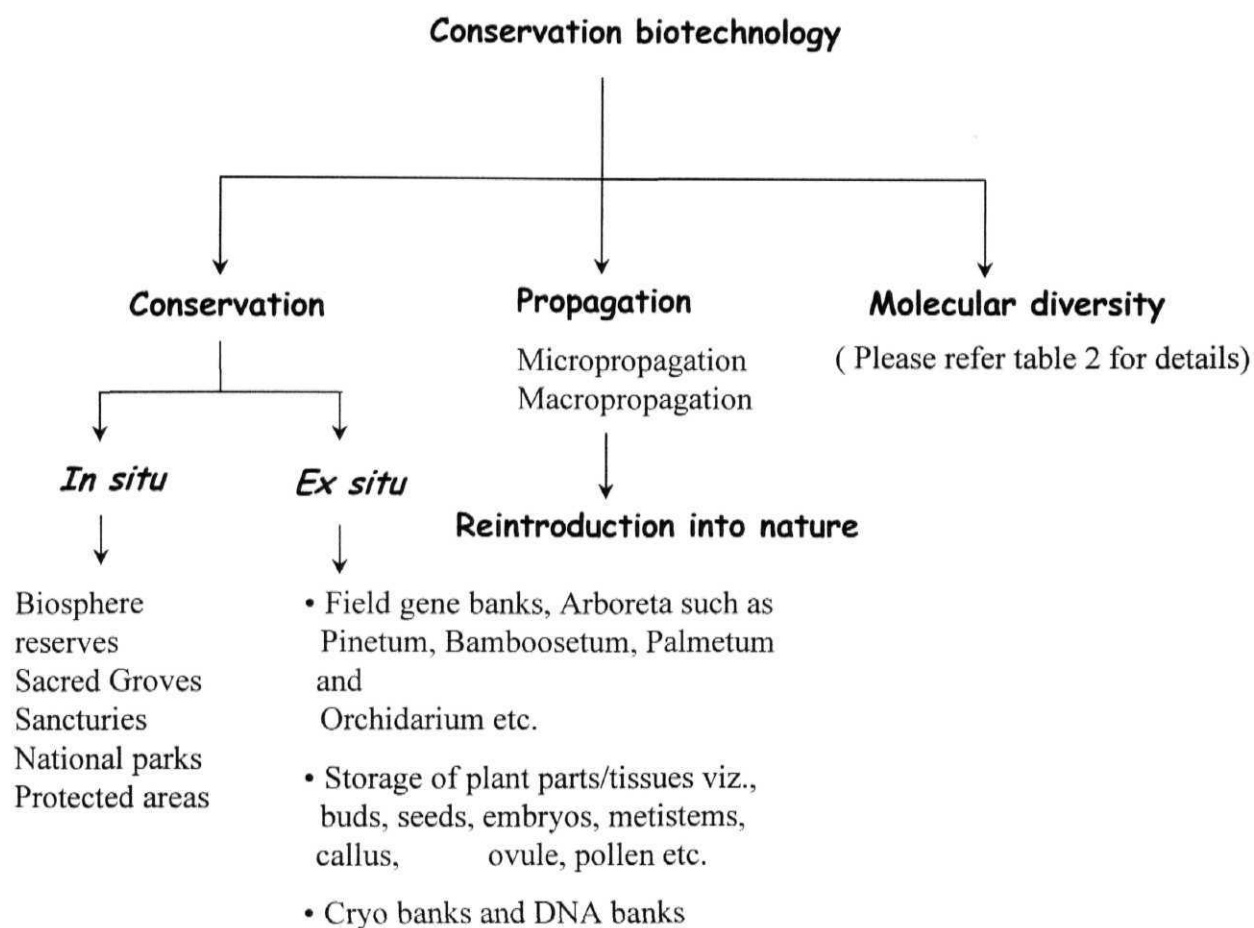 Conservation biotechnology
Conservation
Propagation
Molecular diversity
Micropropagation
Macropropagation
( Please refer table 2 for details)
In situ
Ex situ
Reintroduction into nature
Biosphere
reserves
Sacred Groves
Sancturies
National parks
Protected areas
• Field gene banks, Arboreta such as
Pinetum, Bamboosetum, Palmetum
and
Orchidarium etc.
• Storage of plant parts/tissues viz.,
buds, seeds, embryos, metistems,
callus, ovule, pollen etc.
• Cryo banks and DNA banks